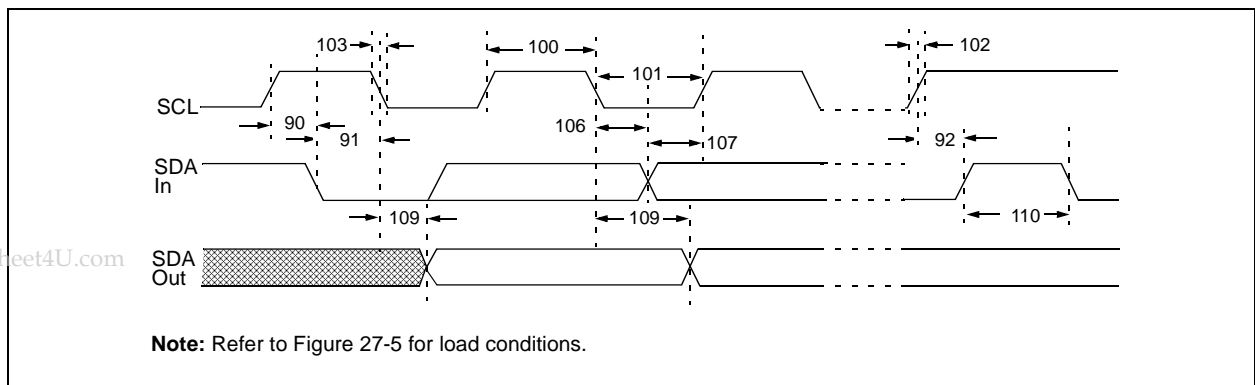 103 100 101 102
SCL
90 91 106 107 92
SDA
In
109 109 110
SDA
Out
heet4U.com
Note: Refer to Figure 27-5 for load conditions.